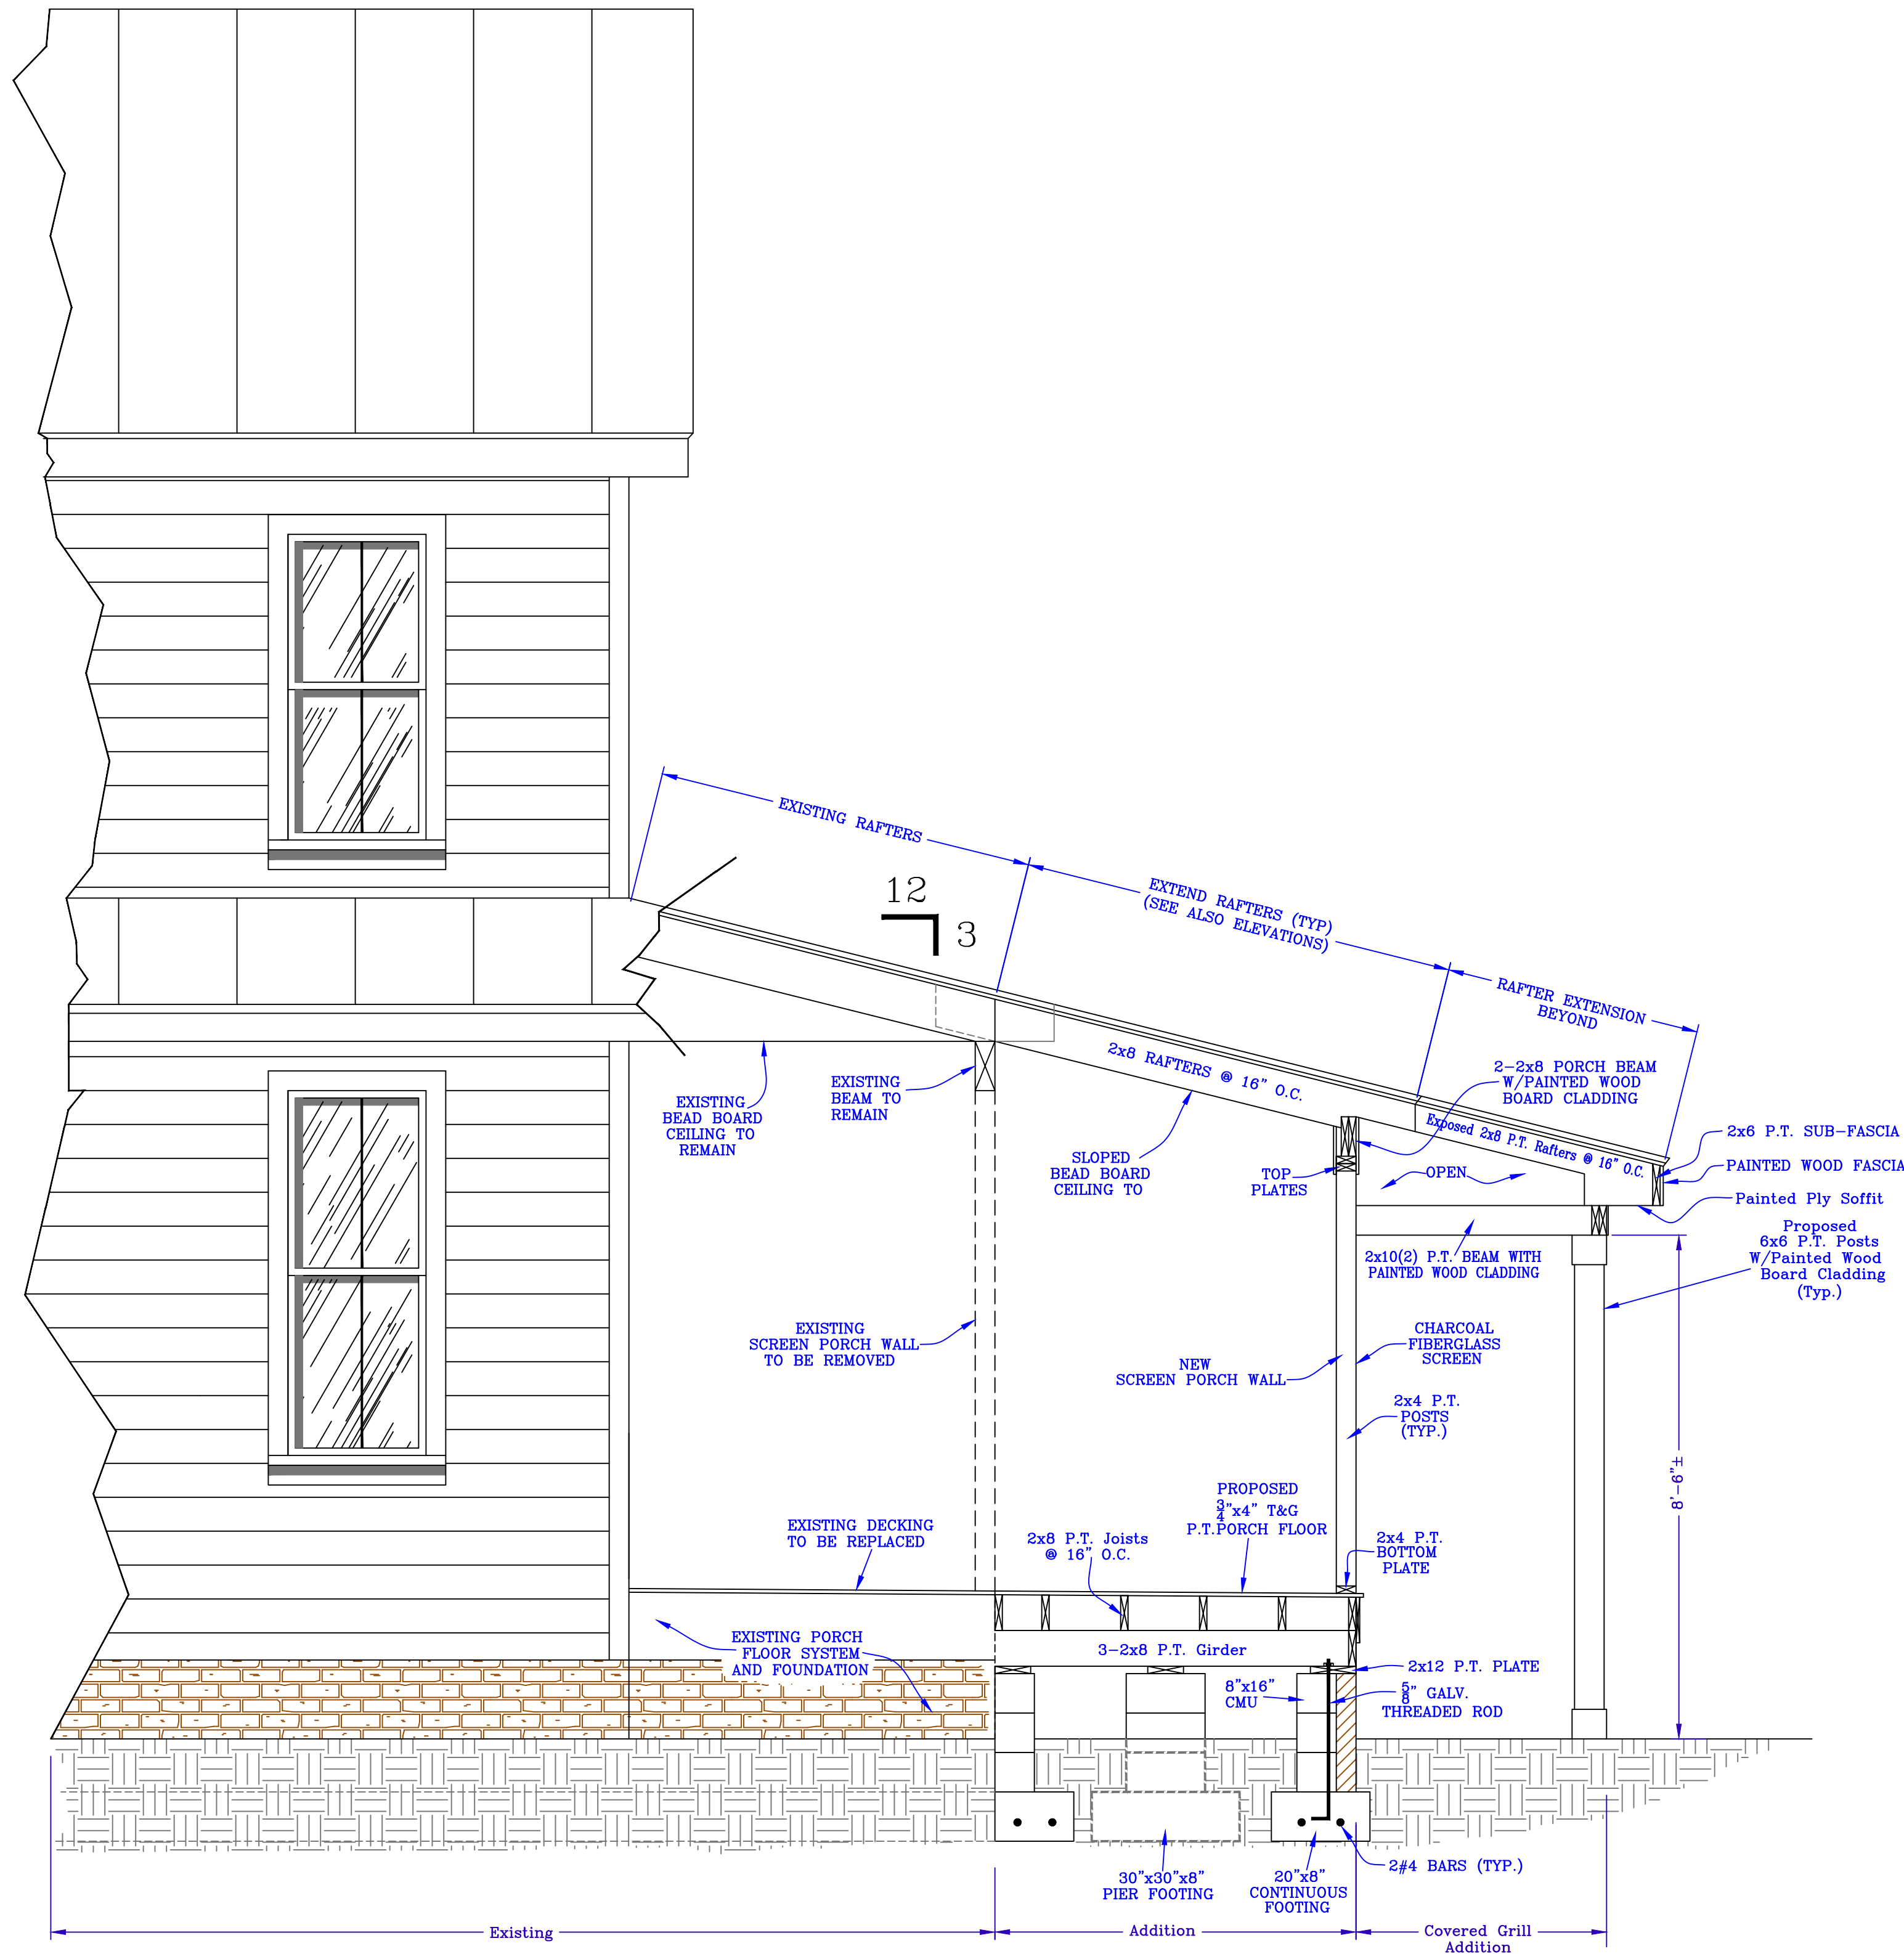 EXISTING RAFTERS
12
3
EXTEND RAFTERS (TYP)
(SEE ALSO ELEVATIONS)
RAFTER EXTENSION
BEYOND
2x8 RAFTERS @ 16" O.C.
2-2x8 PORCH BEAM
W/PAINTED WOOD
BOARD CLADDING
EXISTING
BEAD BOARD
CEILING TO
REMAIN
EXISTING
BEAM TO
REMAIN
Exposed 2x8 P.T. Rafters @ 16" O.C.
2x6 P.T. SUB-FASCIA
PAINTED WOOD FASCIA
SLOPED
BEAD BOARD
CEILING TO
TOP
PLATES
OPEN
Painted Ply Soffit
Proposed
6x6 P.T. Posts
W/Painted Wood
Board Cladding
(Typ.)
2x10(2) P.T. BEAM WITH
PAINTED WOOD CLADDING
EXISTING
SCREEN PORCH WALL
TO BE REMOVED
NEW
SCREEN PORCH WALL
CHARCOAL
FIBERGLASS
SCREEN
2x4 P.T.
POSTS
(TYP.)
8'-6"±
PROPOSED
3/4"x4" T&G
P.T.PORCH FLOOR
EXISTING DECKING
TO BE REPLACED
2x8 P.T. Joists
@ 16" O.C.
2x4 P.T.
BOTTOM
PLATE
EXISTING PORCH
FLOOR SYSTEM
AND FOUNDATION
3-2x8 P.T. Girder
2x12 P.T. PLATE
8"x16"
CMU
5/8" GALV.
THREADED ROD
30"x30"x8"
PIER FOOTING
20"x8"
CONTINUOUS
FOOTING
2#4 BARS (TYP.)
Existing
Addition
Covered Grill
Addition